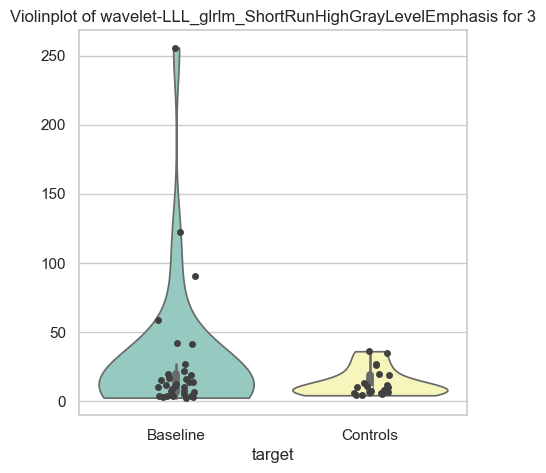 Violinplot of wavelet-LLL_glrlm_ShortRunHighGrayLevelEmphasis for 3
250
200
150
100
50
0
Baseline Controls
target